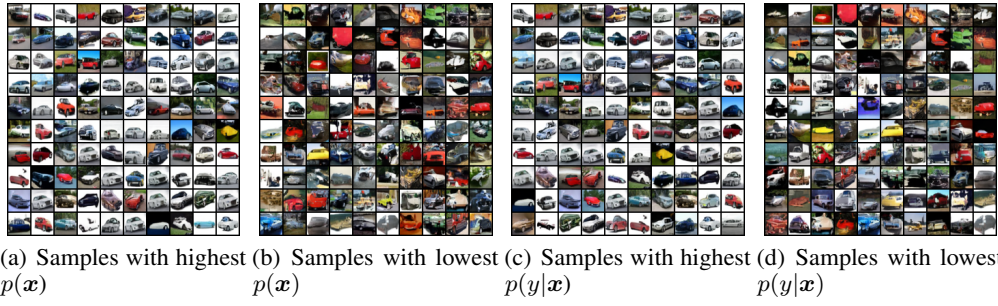 (a) Samples with highest (b) Samples with lowest (c) Samples with highest (d) Samples with lowest
p(x) p(x) p(y|x) p(y|x)